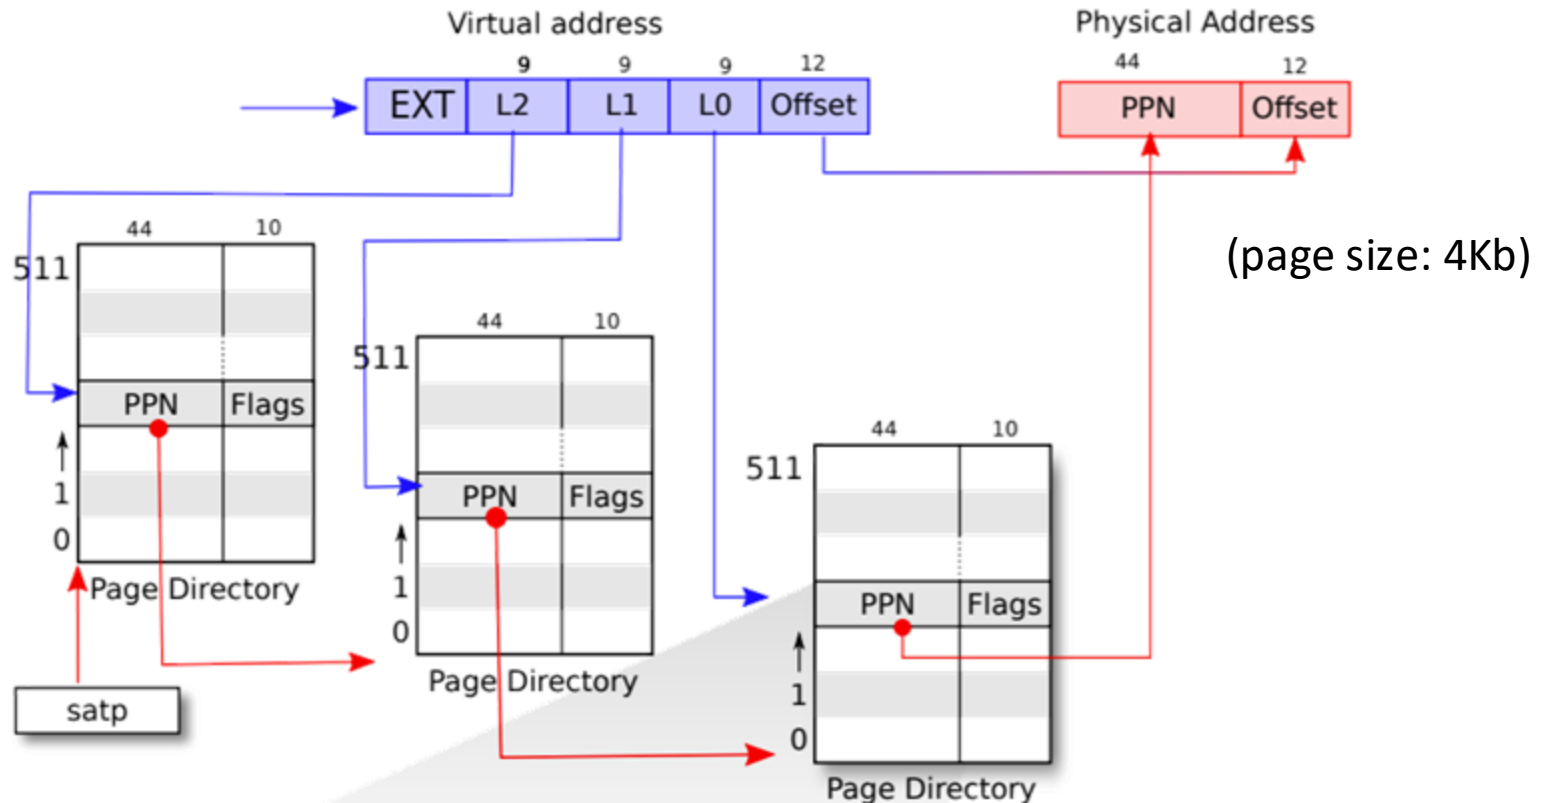 Virtual address
Physical Address
9 9 9 12
44 12
EXT L2 L1 L0 Offset
PPN Offset
44 10
511
PPN Flags
1
0
Page Directory
satp
44 10
511
PPN Flags
1
0
Page Directory
(page size: 4Kb)
44 10
511
PPN Flags
1
0
Page Directory